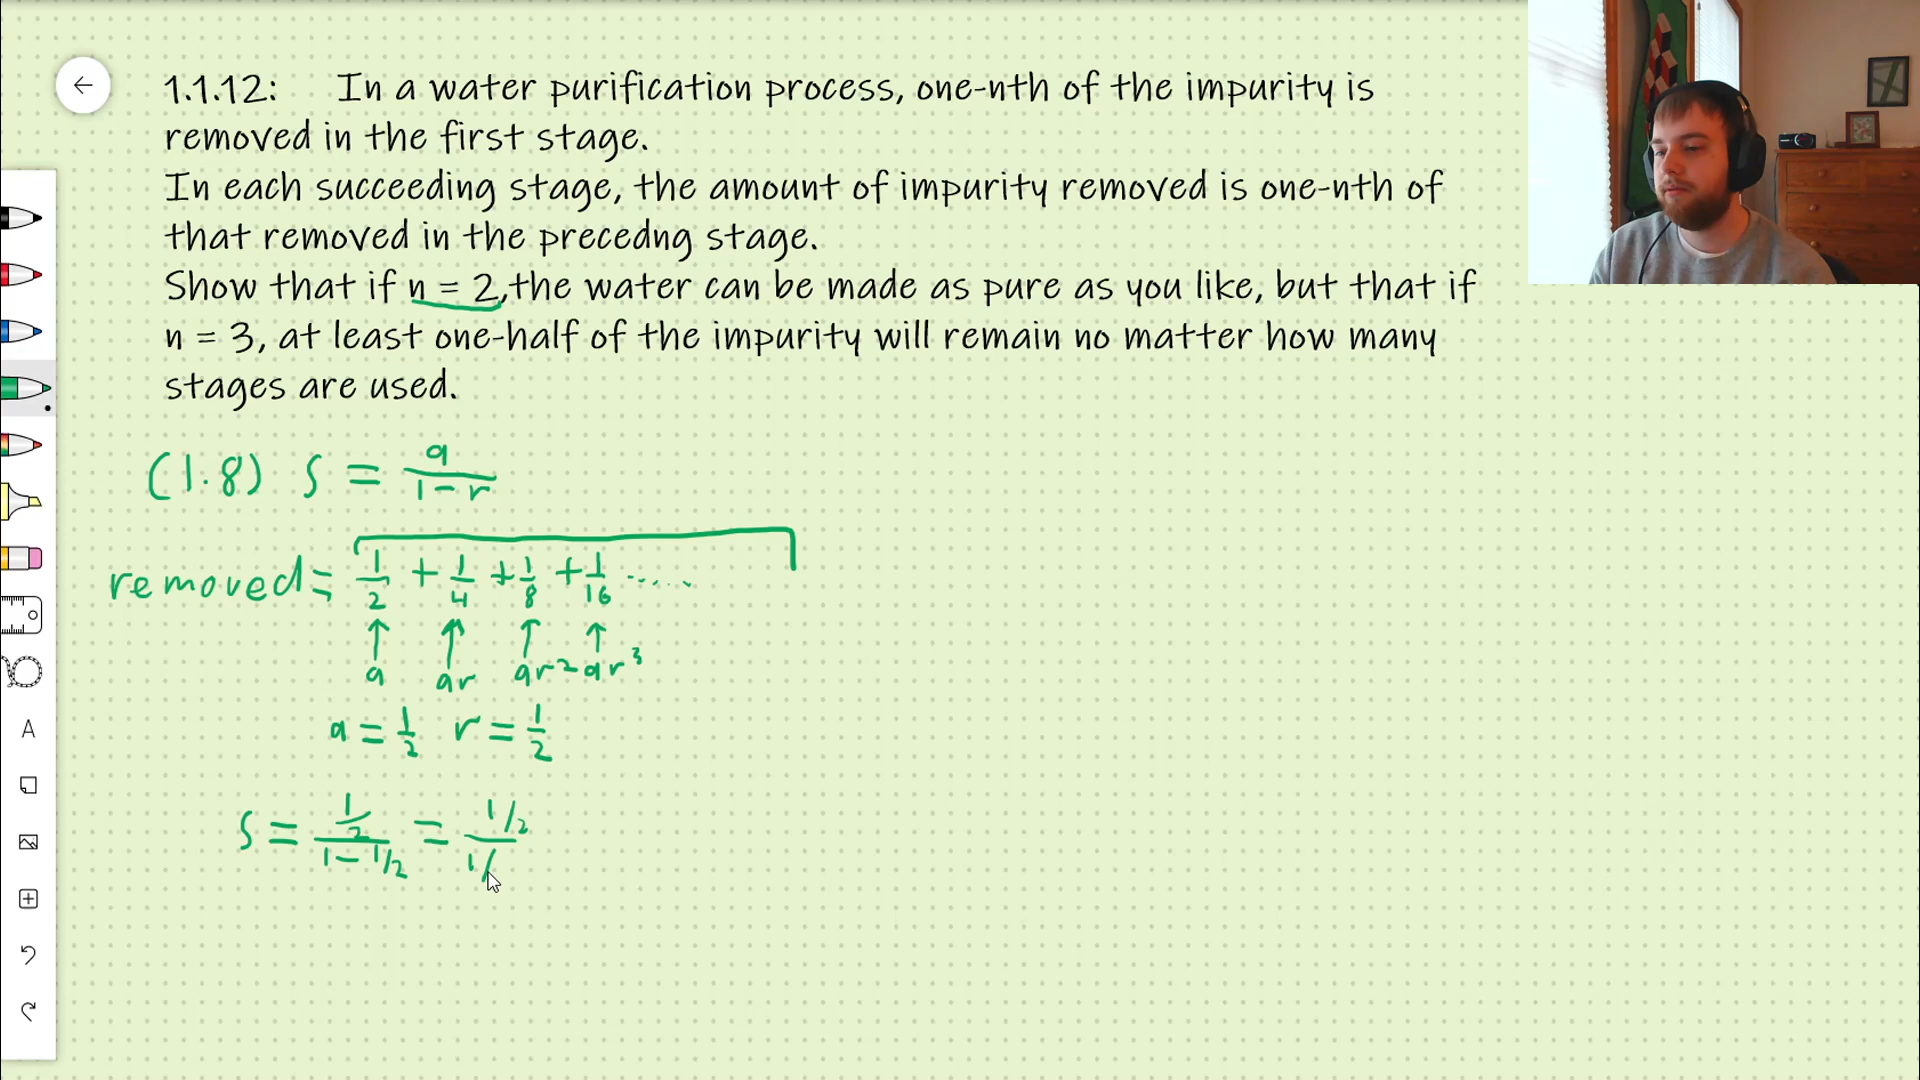 1.1.12: In a water purification process, one-nth of the impurity is
removed in the first stage.
In each succeeding stage, the amount of impurity removed is one-nth of
that removed in the precedng stage.
Show that if n = 2,the water can be made as pure as you like, but that if
n = 3, at least one-half of the impurity will remain no matter how many
stages are used.
(1.8) S = a/(1-r)
removed = 1/2 + 1/4 + 1/8 + 1/16 .....
a ar ar² ar³
a = 1/2 r = 1/2
S = (1/2)/(1-1/2) = (1/2)/(1/
A